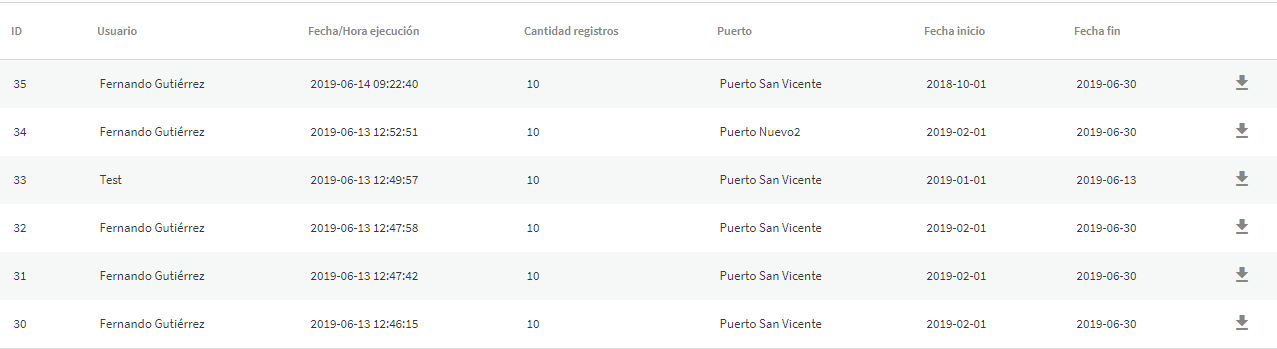 ID Usuario Fecha/Hora ejecución Cantidad registros Puerto Fecha inicio Fecha fin
35 Fernando Gutiérrez 2019-06-14 09:22:40 10 Puerto San Vicente 2018-10-01 2019-06-30
34 Fernando Gutiérrez 2019-06-13 12:52:51 10 Puerto Nuevo2 2019-02-01 2019-06-30
33 Test 2019-06-13 12:49:57 10 Puerto San Vicente 2019-01-01 2019-06-13
32 Fernando Gutiérrez 2019-06-13 12:47:58 10 Puerto San Vicente 2019-02-01 2019-06-30
31 Fernando Gutiérrez 2019-06-13 12:47:42 10 Puerto San Vicente 2019-02-01 2019-06-30
30 Fernando Gutiérrez 2019-06-13 12:46:15 10 Puerto San Vicente 2019-02-01 2019-06-30